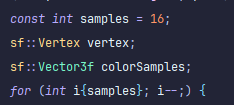 const int samples = 16;
sf::Vertex vertex;
sf::Vector3f colorSamples;
for (int i{samples}; i--;) {